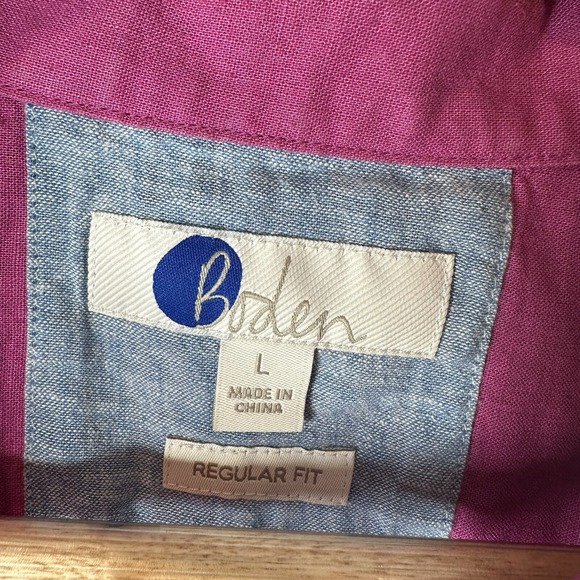 Boden
L
MADE IN
CHINA
REGULAR FIT